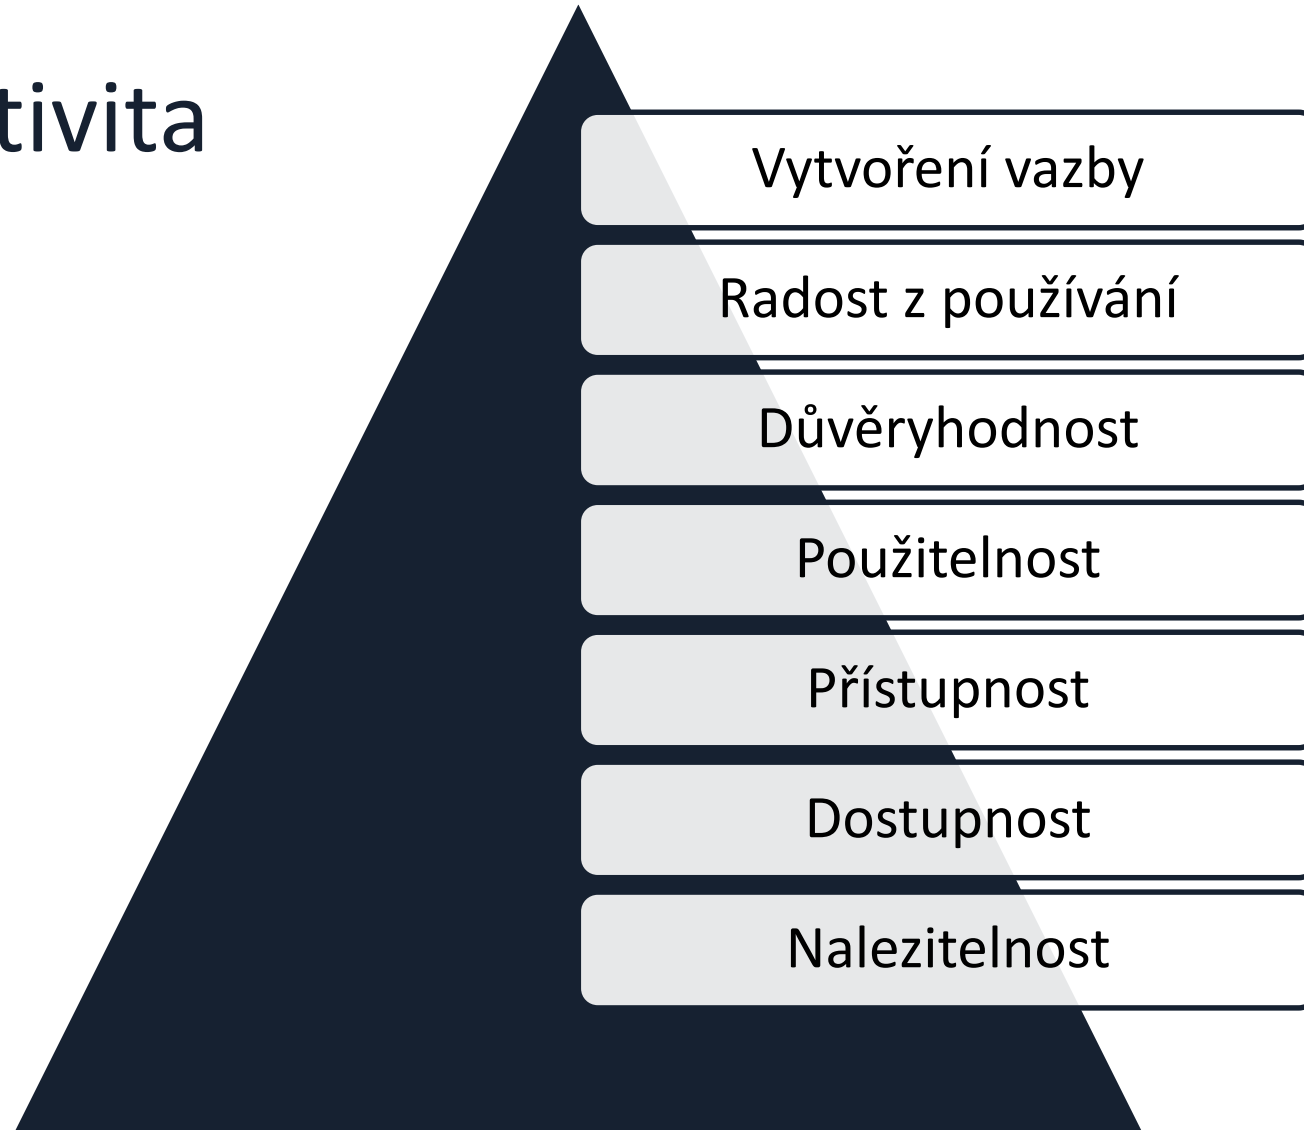 tivita
Vytvoření vazby
Radost z používání
Důvěryhodnost
Použitelnost
Přístupnost
Dostupnost
Nalezitelnost